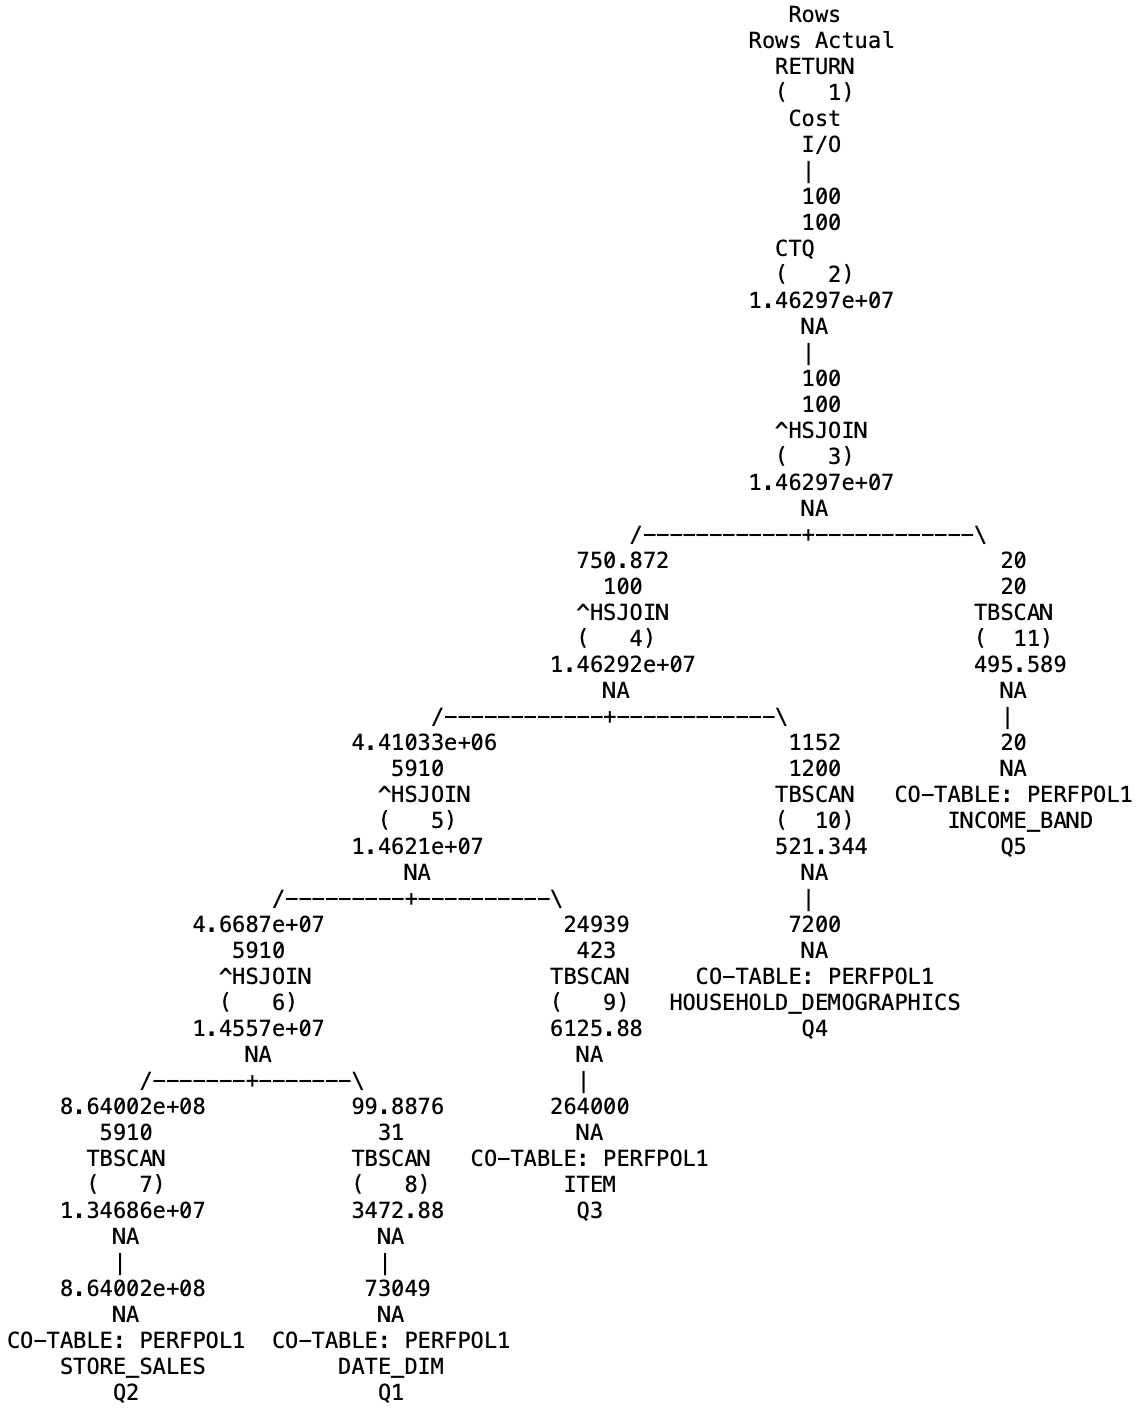 Rows
Rows Actual
RETURN
(   1)
Cost
I/O
|
100
100
CTQ
(   2)
1.46297e+07
NA
|
100
100
^HSJOIN
(   3)
1.46297e+07
NA
/------------+------------\
750.872 20
100 20
^HSJOIN TBSCAN
(   4) (  11)
1.46292e+07 495.589
NA NA
/------------+------------\ |
4.41033e+06 1152 20
5910 1200 NA
^HSJOIN TBSCAN CO-TABLE: PERFPOL1
(   5) (  10) INCOME_BAND
1.4621e+07 521.344 Q5
NA NA
/---------+----------\ |
4.6687e+07 24939 7200
5910 423 NA
^HSJOIN TBSCAN CO-TABLE: PERFPOL1
(   6) (   9) HOUSEHOLD_DEMOGRAPHICS
1.4557e+07 6125.88 Q4
NA NA
/-------+-------\ |
8.64002e+08 99.8876 264000
5910 31 NA
TBSCAN TBSCAN CO-TABLE: PERFPOL1
(   7) (   8) ITEM
1.34686e+07 3472.88 Q3
NA NA
| |
8.64002e+08 73049
NA NA
CO-TABLE: PERFPOL1 CO-TABLE: PERFPOL1
STORE_SALES DATE_DIM
Q2 Q1